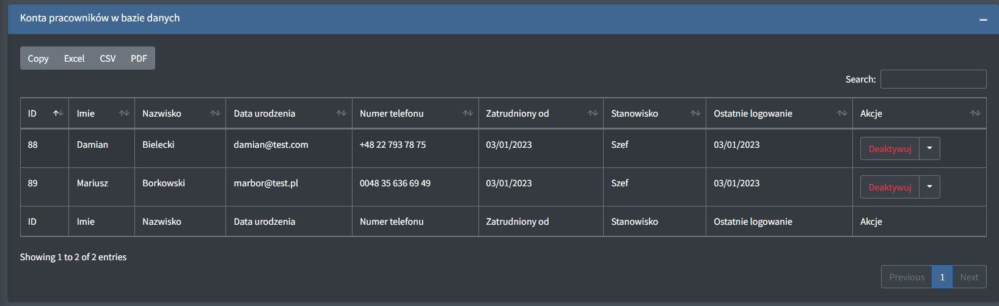 Konta pracowników w bazie danych
Copy Excel CSV PDF
Search:
ID Imie Nazwisko Data urodzenia Numer telefonu Zatrudniony od Stanowisko Ostatnie logowanie Akcje
88 Damian Bielecki damian@test.com +48 22 793 78 75 03/01/2023 Szef 03/01/2023 Deaktywuj
89 Mariusz Borkowski marbor@test.pl 0048 35 636 69 49 03/01/2023 Szef 03/01/2023 Deaktywuj
ID Imie Nazwisko Data urodzenia Numer telefonu Zatrudniony od Stanowisko Ostatnie logowanie Akcje
Showing 1 to 2 of 2 entries
Previous 1 Next